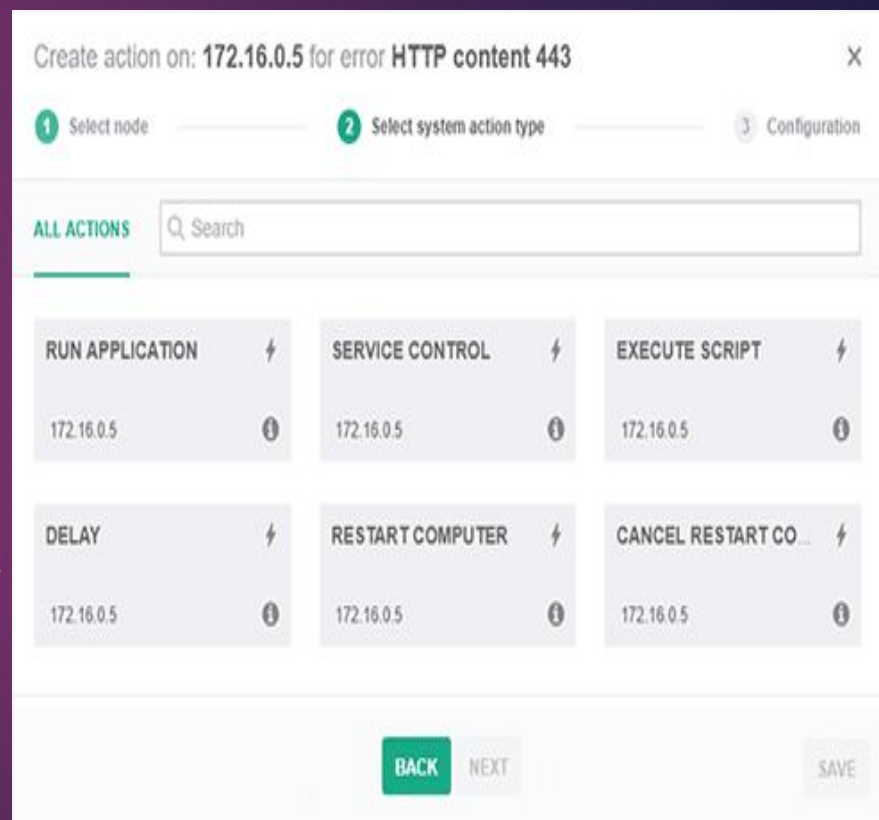 Create action on: 172.16.0.5 for error HTTP content 443
1 Select node
2 Select system action type
3 Configuration
ALL ACTIONS
Search
RUN APPLICATION
172.16.0.5
SERVICE CONTROL
172.16.0.5
EXECUTE SCRIPT
172.16.0.5
DELAY
172.16.0.5
RESTART COMPUTER
172.16.0.5
CANCEL RESTART CO...
172.16.0.5
BACK
NEXT
SAVE